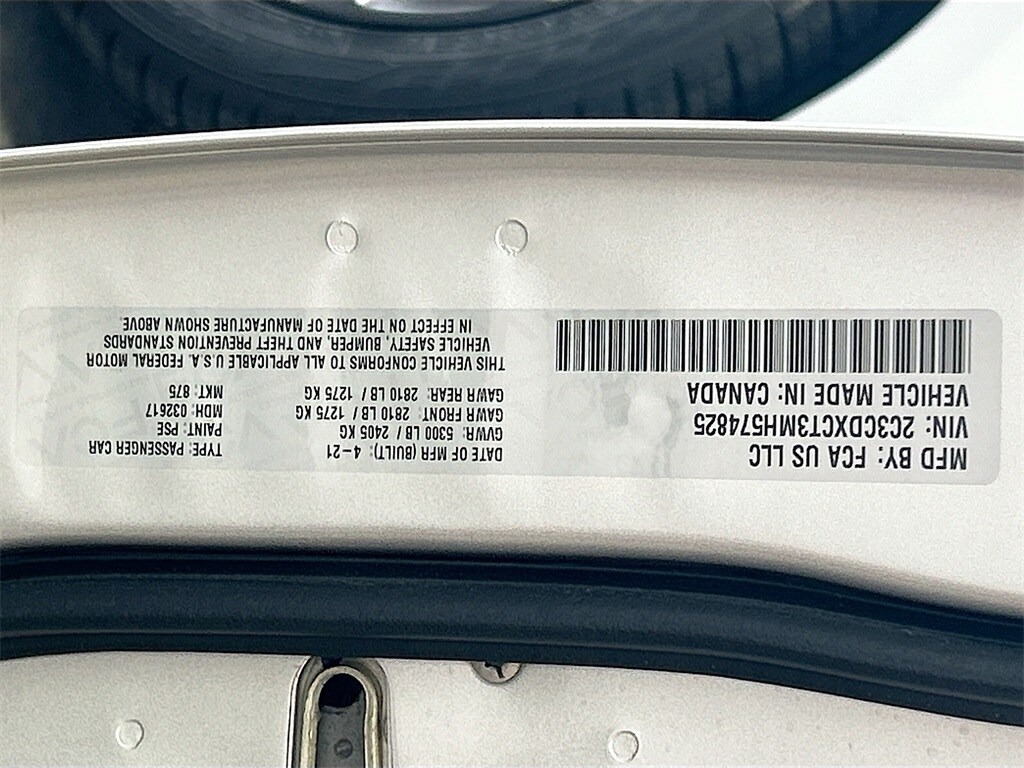 MFD BY: FCA US LLC
VIN: 2C3CDXCT3MH574825
VEHICLE MADE IN: CANADA
DATE OF MFR (BUILT): 4-21
GVWR: 5300 LB / 2405 KG
GAWR FRONT: 2810 LB / 1275 KG
GAWR REAR: 2810 LB / 1275 KG
TYPE: PASSENGER CAR
PAINT: PSE
MDH: 032617
MKT: 875
THIS VEHICLE CONFORMS TO ALL APPLICABLE U.S.A. FEDERAL MOTOR
VEHICLE SAFETY, BUMPER, AND THEFT PREVENTION STANDARDS
IN EFFECT ON THE DATE OF MANUFACTURE SHOWN ABOVE.